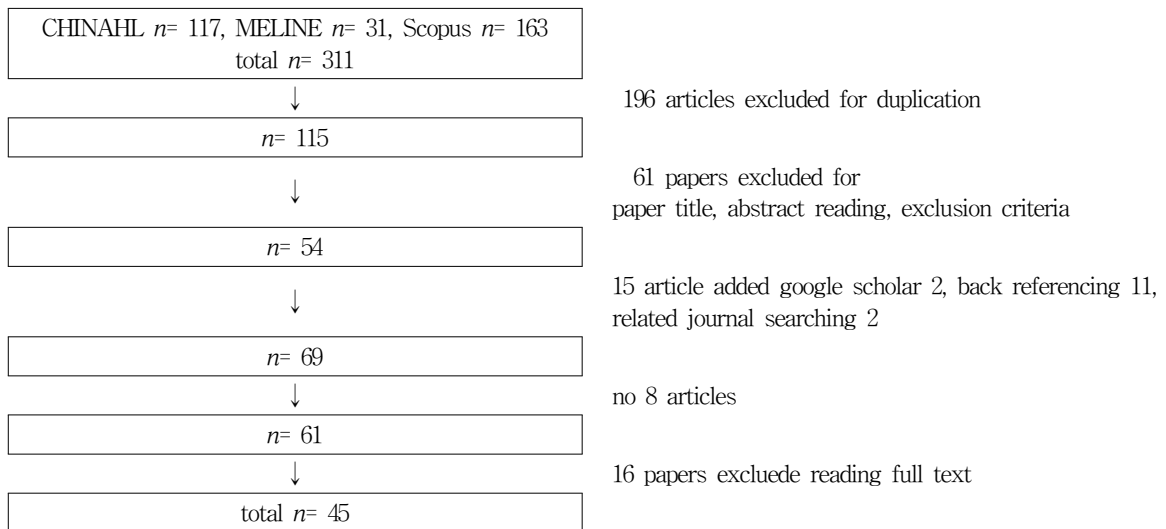 CHINAHL n= 117, MELINE n= 31, Scopus n= 163
total n= 311
↓
196 articles excluded for duplication
n= 115
↓
61 papers excluded for
paper title, abstract reading, exclusion criteria
n= 54
↓
15 article added google scholar 2, back referencing 11,
related journal searching 2
n= 69
↓
no 8 articles
n= 61
↓
16 papers excluede reading full text
total n= 45